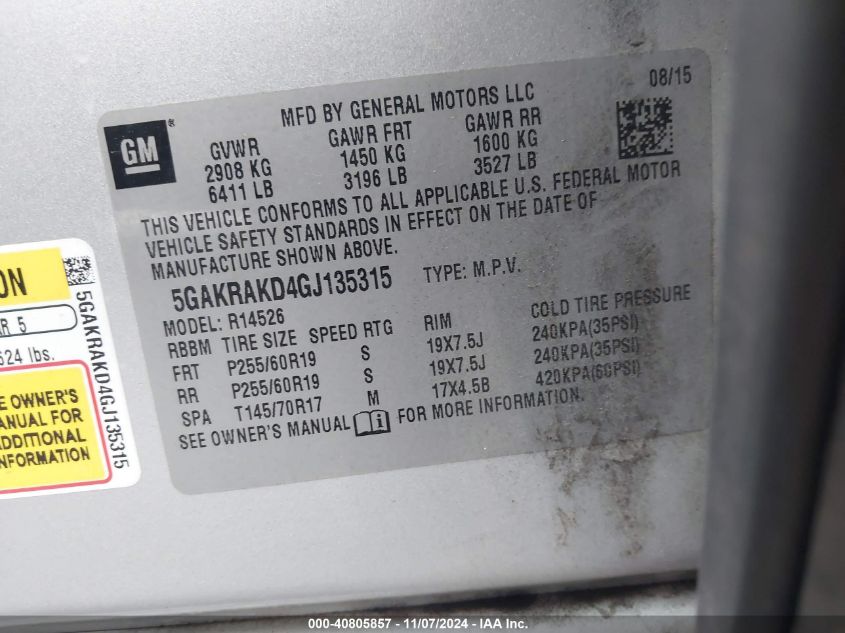 08/15
MFD BY GENERAL MOTORS LLC
GM
GVWR GAWR FRT GAWR RR
2908 KG 1450 KG 1600 KG
6411 LB 3196 LB 3527 LB
THIS VEHICLE CONFORMS TO ALL APPLICABLE U.S. FEDERAL MOTOR
VEHICLE SAFETY STANDARDS IN EFFECT ON THE DATE OF
MANUFACTURE SHOWN ABOVE.
5GAKRAKD4GJ135315 TYPE: M.P.V.
MODEL: R14526
RBBM TIRE SIZE SPEED RTG RIM COLD TIRE PRESSURE
FRT P255/60R19 S 19X7.5J 240KPA(35PSI)
RR P255/60R19 S 19X7.5J 240KPA(35PSI)
SPA T145/70R17 M 17X4.5B 420KPA(60PSI)
SEE OWNER'S MANUAL FOR MORE INFORMATION.
ON
R 5
624 lbs.
E OWNER'S
ANUAL FOR
ADDITIONAL
NFORMATION
5GAKRAKD4GJ135315
000-40805857 - 11/07/2024 - IAA Inc.